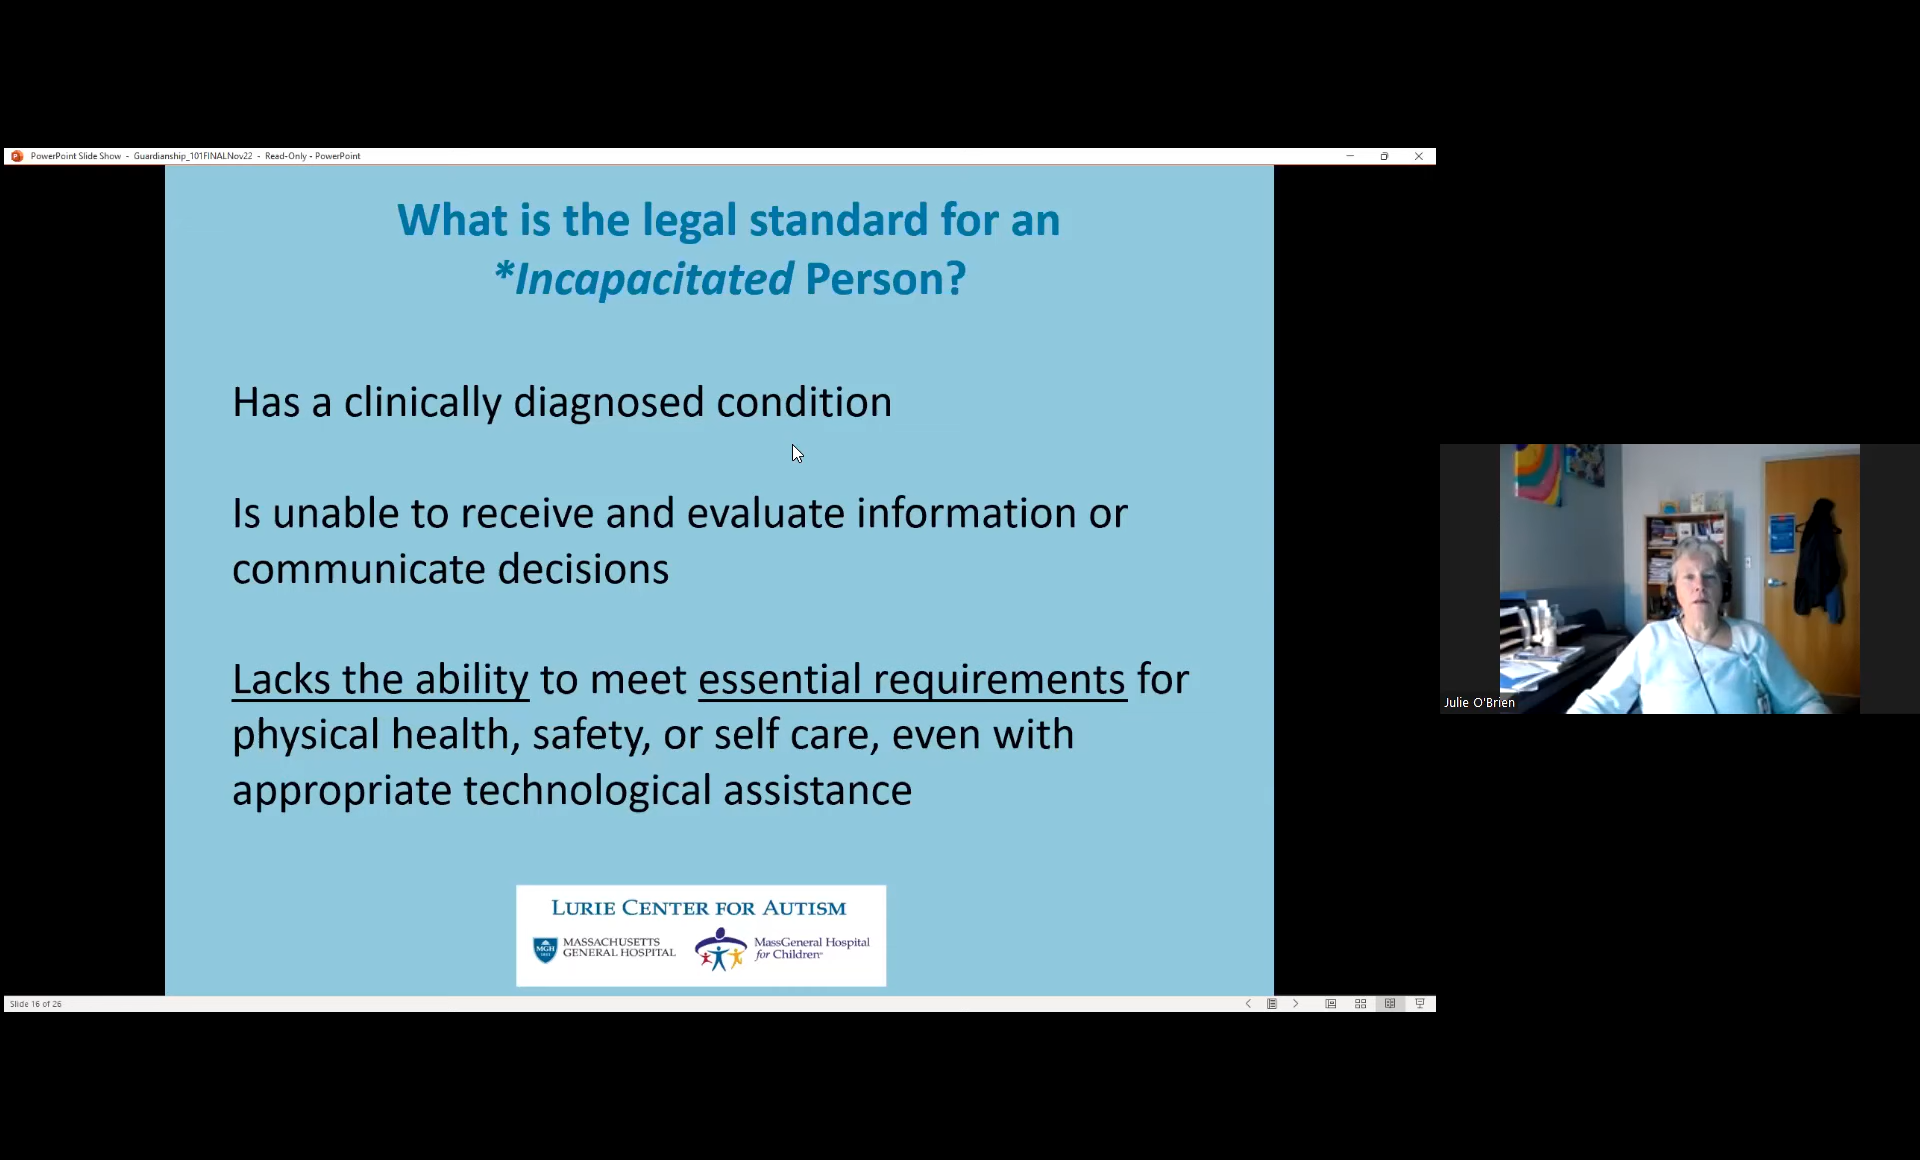 PowerPoint Slide Show - Guardianship_101FINALNov22 - Read-Only - PowerPoint
What is the legal standard for an
*Incapacitated Person?
Has a clinically diagnosed condition
Is unable to receive and evaluate information or
communicate decisions
Lacks the ability to meet essential requirements for
physical health, safety, or self care, even with
appropriate technological assistance
LURIE CENTER FOR AUTISM
MGH
MASSACHUSETTS
GENERAL HOSPITAL
MassGeneral Hospital
for Children
Slide 16 of 26
Julie O'Brien